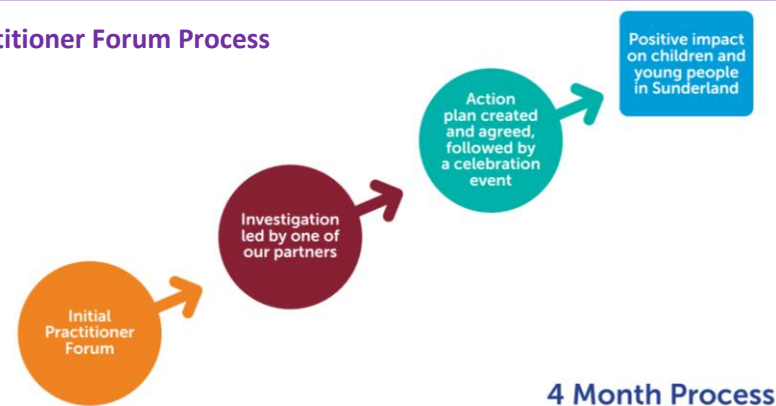 titioner Forum Process
Positive impact
on children and
young people
in Sunderland
Action
plan created
and agreed,
followed by
a celebration
event
Investigation
led by one of
our partners
Initial
Practitioner
Forum
4 Month Process